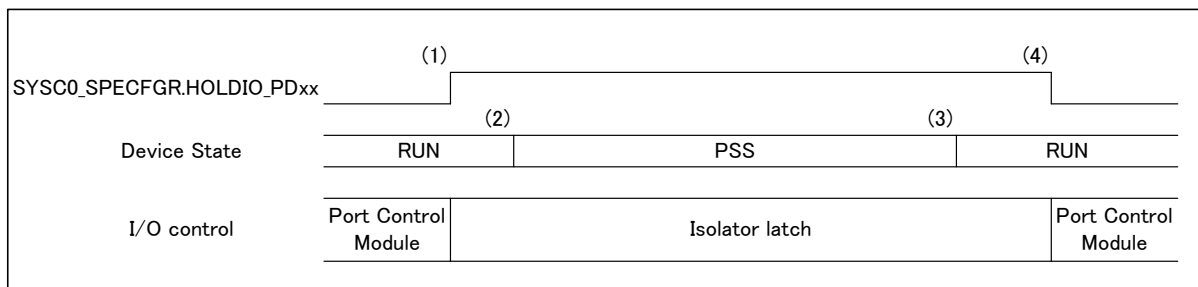 (1) (4)
SYSC0_SPECFGR.HOLDIO_PDxx
(2) (3)
Device State RUN PSS RUN
I/O control Port Control Module Isolator latch Port Control Module